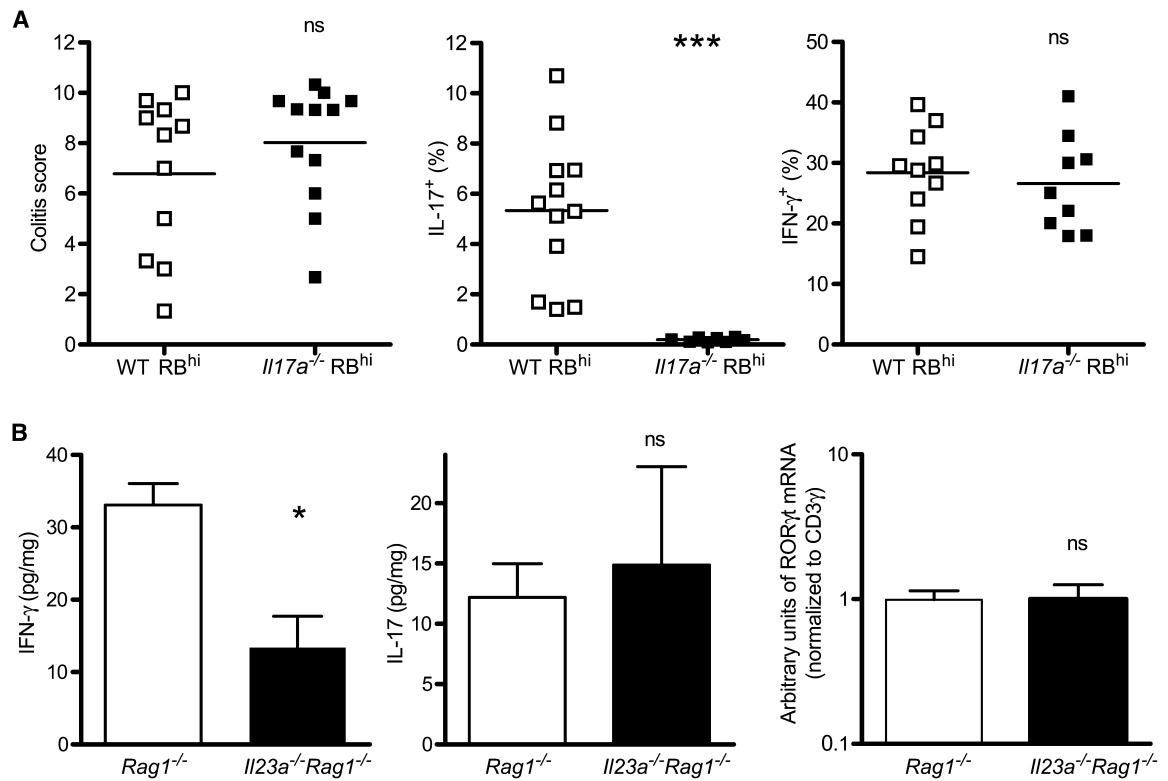 A
ns
***
ns
Colitis score
12
10
8
6
4
2
0
WT RBhi
Il17a-/- RBhi
IL-17+ (%)
12
10
8
6
4
2
0
WT RBhi
Il17a-/- RBhi
IFN-γ+ (%)
50
40
30
20
10
0
WT RBhi
Il17a-/- RBhi
B
IFN-γ (pg/mg)
40
30
20
10
0
*
Rag1-/-
Il23a-/-Rag1-/-
IL-17 (pg/mg)
20
15
10
5
0
ns
Rag1-/-
Il23a-/-Rag1-/-
Arbitrary units of RORγt mRNA
(normalized to CD3γ)
10
1
0.1
ns
Rag1-/-
Il23a-/-Rag1-/-